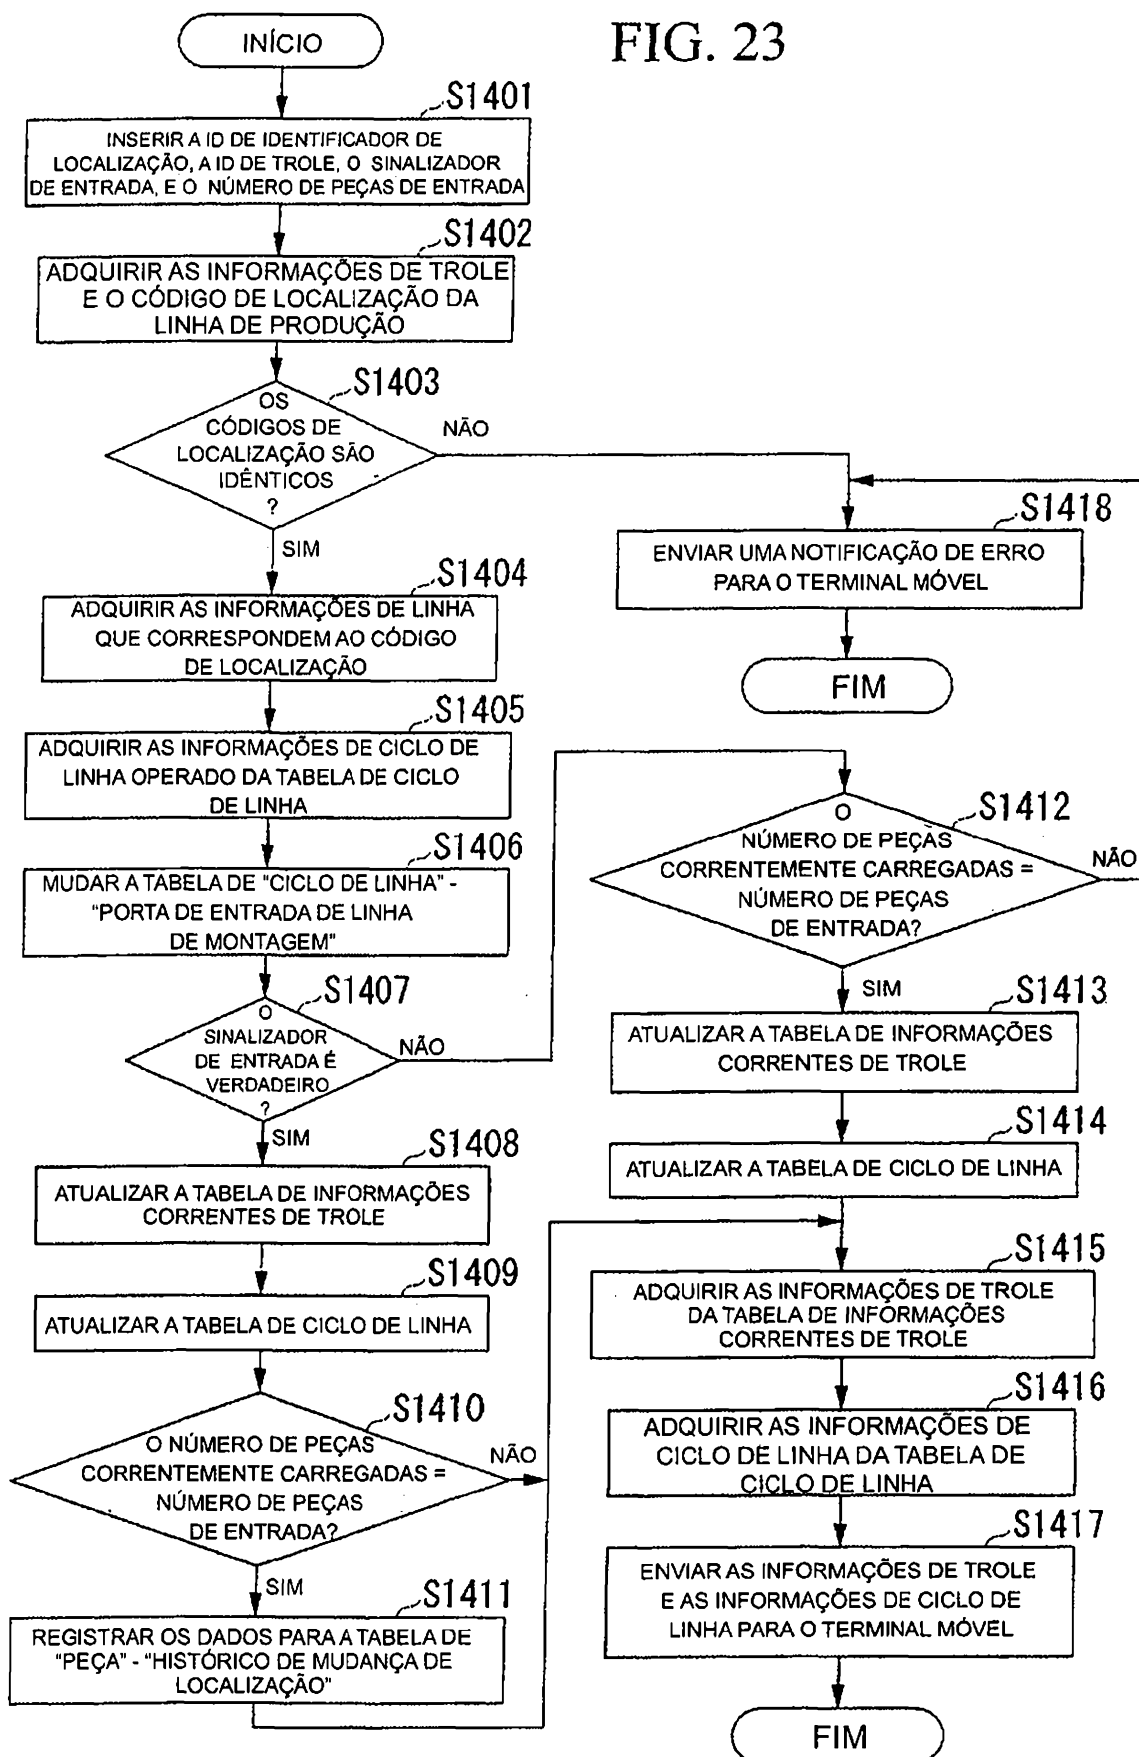 FIG. 23
INÍCIO
S1401
INSERIR A ID DE IDENTIFICADOR DE
LOCALIZAÇÃO, A ID DE TROLE, O SINALIZADOR
DE ENTRADA, E O NÚMERO DE PEÇAS DE ENTRADA
S1402
ADQUIRIR AS INFORMAÇÕES DE TROLE
E O CÓDIGO DE LOCALIZAÇÃO DA
LINHA DE PRODUÇÃO
S1403
OS
CÓDIGOS DE
LOCALIZAÇÃO SÃO
IDÊNTICOS
?
NÃO
SIM
S1404
ADQUIRIR AS INFORMAÇÕES DE LINHA
QUE CORRESPONDEM AO CÓDIGO
DE LOCALIZAÇÃO
S1405
ADQUIRIR AS INFORMAÇÕES DE CICLO DE
LINHA OPERADO DA TABELA DE CICLO
DE LINHA
S1406
MUDAR A TABELA DE "CICLO DE LINHA" -
"PORTA DE ENTRADA DE LINHA
DE MONTAGEM"
S1407
O
SINALIZADOR
DE ENTRADA É
VERDADEIRO
?
NÃO
SIM
S1408
ATUALIZAR A TABELA DE INFORMAÇÕES
CORRENTES DE TROLE
S1409
ATUALIZAR A TABELA DE CICLO DE LINHA
S1410
O NÚMERO DE PEÇAS
CORRENTEMENTE CARREGADAS =
NÚMERO DE PEÇAS
DE ENTRADA?
NÃO
SIM
S1411
REGISTRAR OS DADOS PARA A TABELA DE
"PEÇA" - "HISTÓRICO DE MUDANÇA DE
LOCALIZAÇÃO"
S1418
ENVIAR UMA NOTIFICAÇÃO DE ERRO
PARA O TERMINAL MÓVEL
FIM
S1412
O
NÚMERO DE PEÇAS
CORRENTEMENTE CARREGADAS =
NÚMERO DE PEÇAS
DE ENTRADA?
NÃO
SIM
S1413
ATUALIZAR A TABELA DE INFORMAÇÕES
CORRENTES DE TROLE
S1414
ATUALIZAR A TABELA DE CICLO DE LINHA
S1415
ADQUIRIR AS INFORMAÇÕES DE TROLE
DA TABELA DE INFORMAÇÕES
CORRENTES DE TROLE
S1416
ADQUIRIR AS INFORMAÇÕES DE
CICLO DE LINHA DA TABELA DE
CICLO DE LINHA
S1417
ENVIAR AS INFORMAÇÕES DE TROLE
E AS INFORMAÇÕES DE CICLO DE
LINHA PARA O TERMINAL MÓVEL
FIM